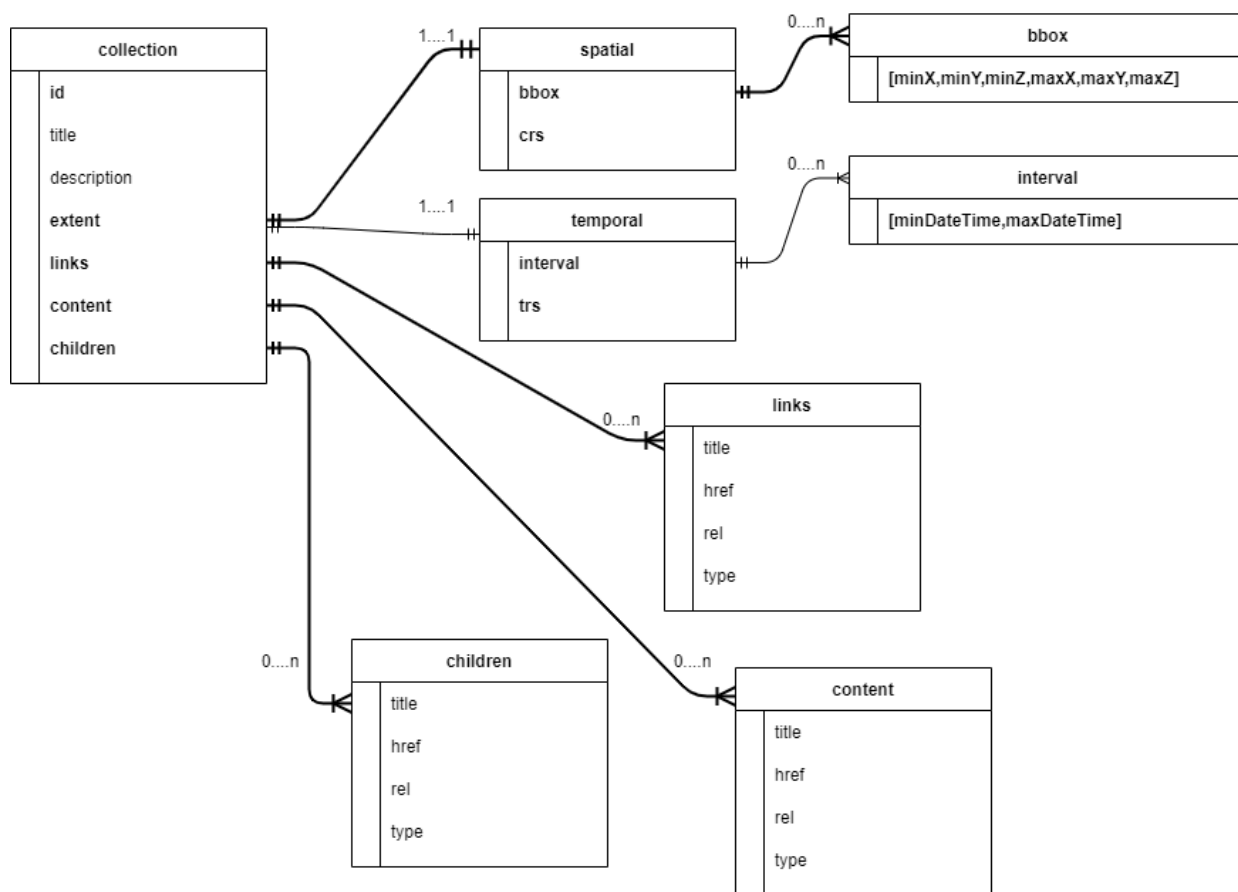 collection
id
title
description
extent
links
content
children
1....1
spatial
bbox
crs
0....n
bbox
[minX,minY,minZ,maxX,maxY,maxZ]
1....1
temporal
interval
trs
0....n
interval
[minDateTime,maxDateTime]
0....n
links
title
href
rel
type
0....n
children
title
href
rel
type
0....n
content
title
href
rel
type